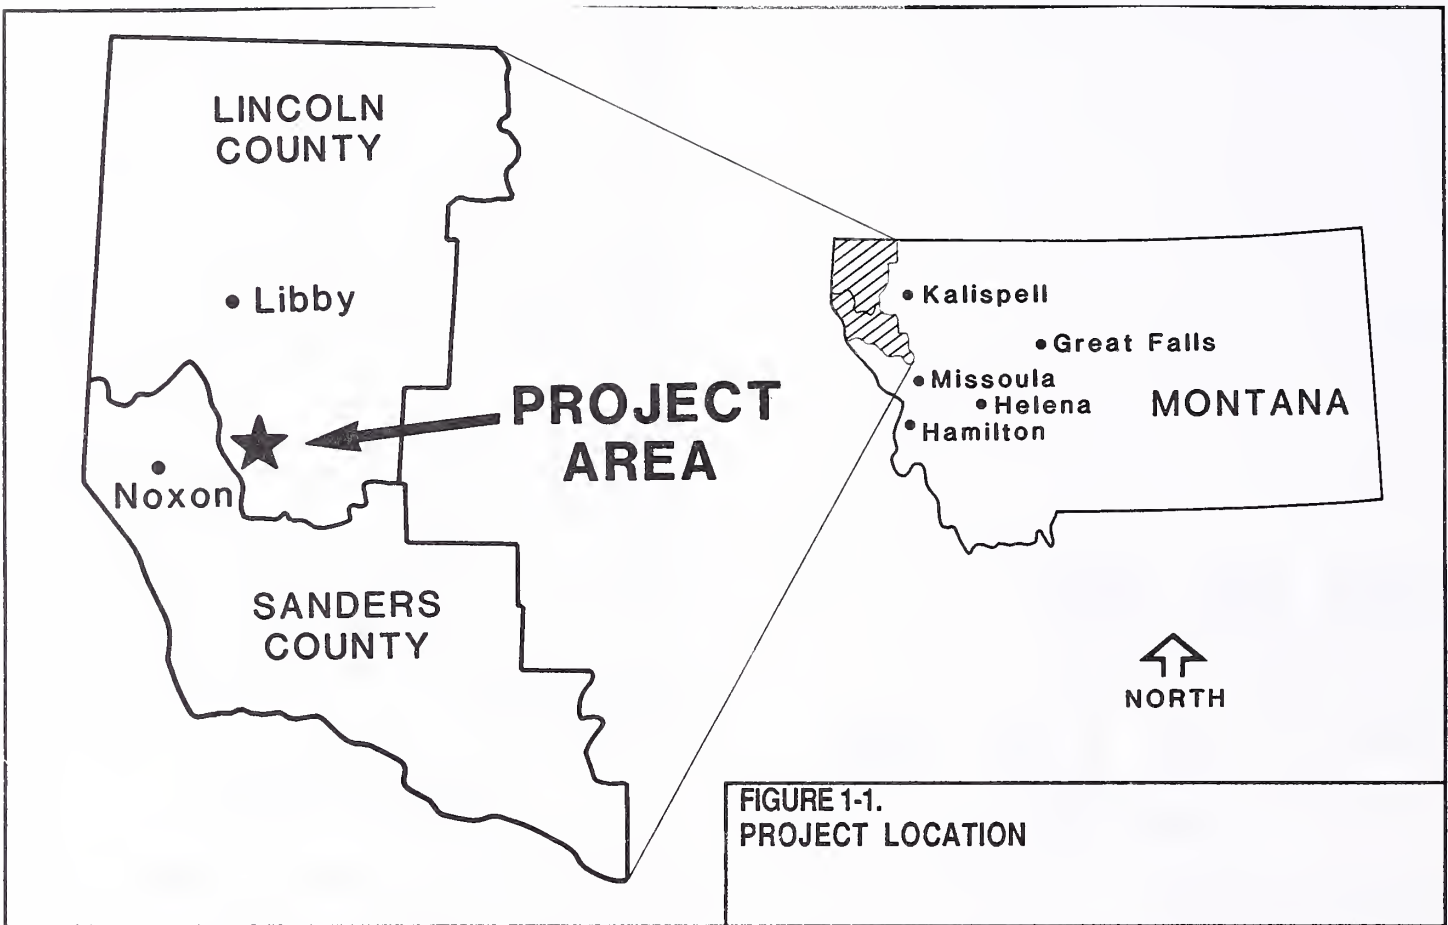 LINCOLN
COUNTY
Libby
PROJECT
AREA
Noxon
SANDERS
COUNTY
Kalispell
Great Falls
Missoula
Helena
MONTANA
Hamilton
NORTH
FIGURE 1-1.
PROJECT LOCATION